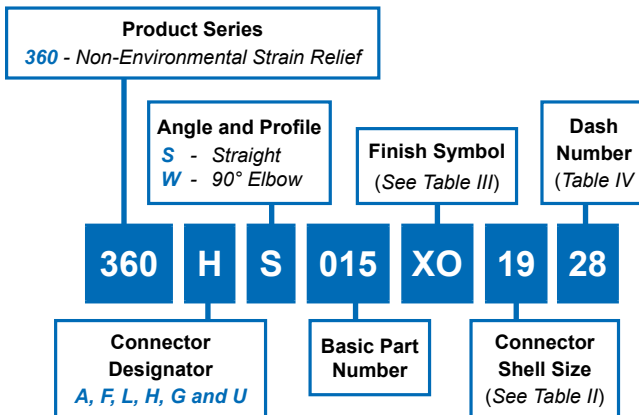 Product Series
360 - Non-Environmental Strain Relief
Angle and Profile
S - Straight
W - 90° Elbow
Finish Symbol
(See Table III)
Dash
Number
(Table IV
360 H S 015 XO 19 28
Connector
Designator
A, F, L, H, G and U
Basic Part
Number
Connector
Shell Size
(See Table II)